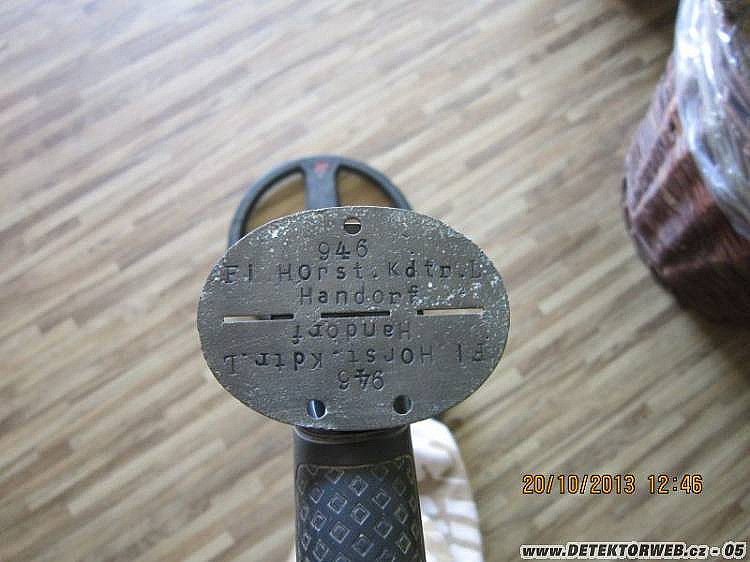 946
Fl HOrst.Kdtr.L
Handorf
Handorf
Fl HOrst.Kdtr.L
946
20/10/2013 12:46
www.DETEKTORWEB.cz - 05